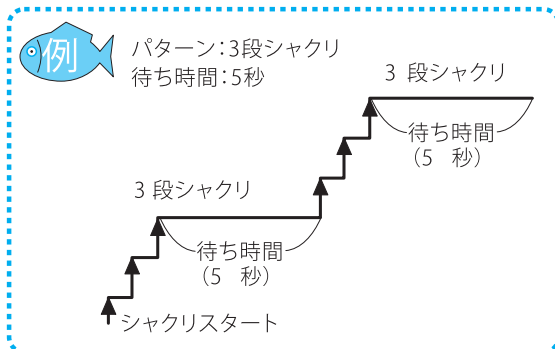 例
パターン：3段シャクリ
待ち時間：5秒
3 段シャクリ
待ち時間
（5 秒）
3 段シャクリ
待ち時間
（5 秒）
シャクリスタート